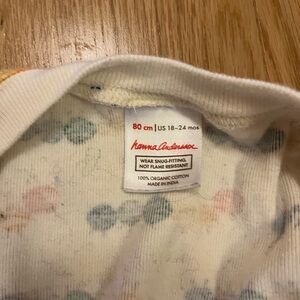 80 cm | US 18-24 mos
hanna andersson
WEAR SNUG-FITTING,
NOT FLAME RESISTANT
100% ORGANIC COTTON
MADE IN INDIA